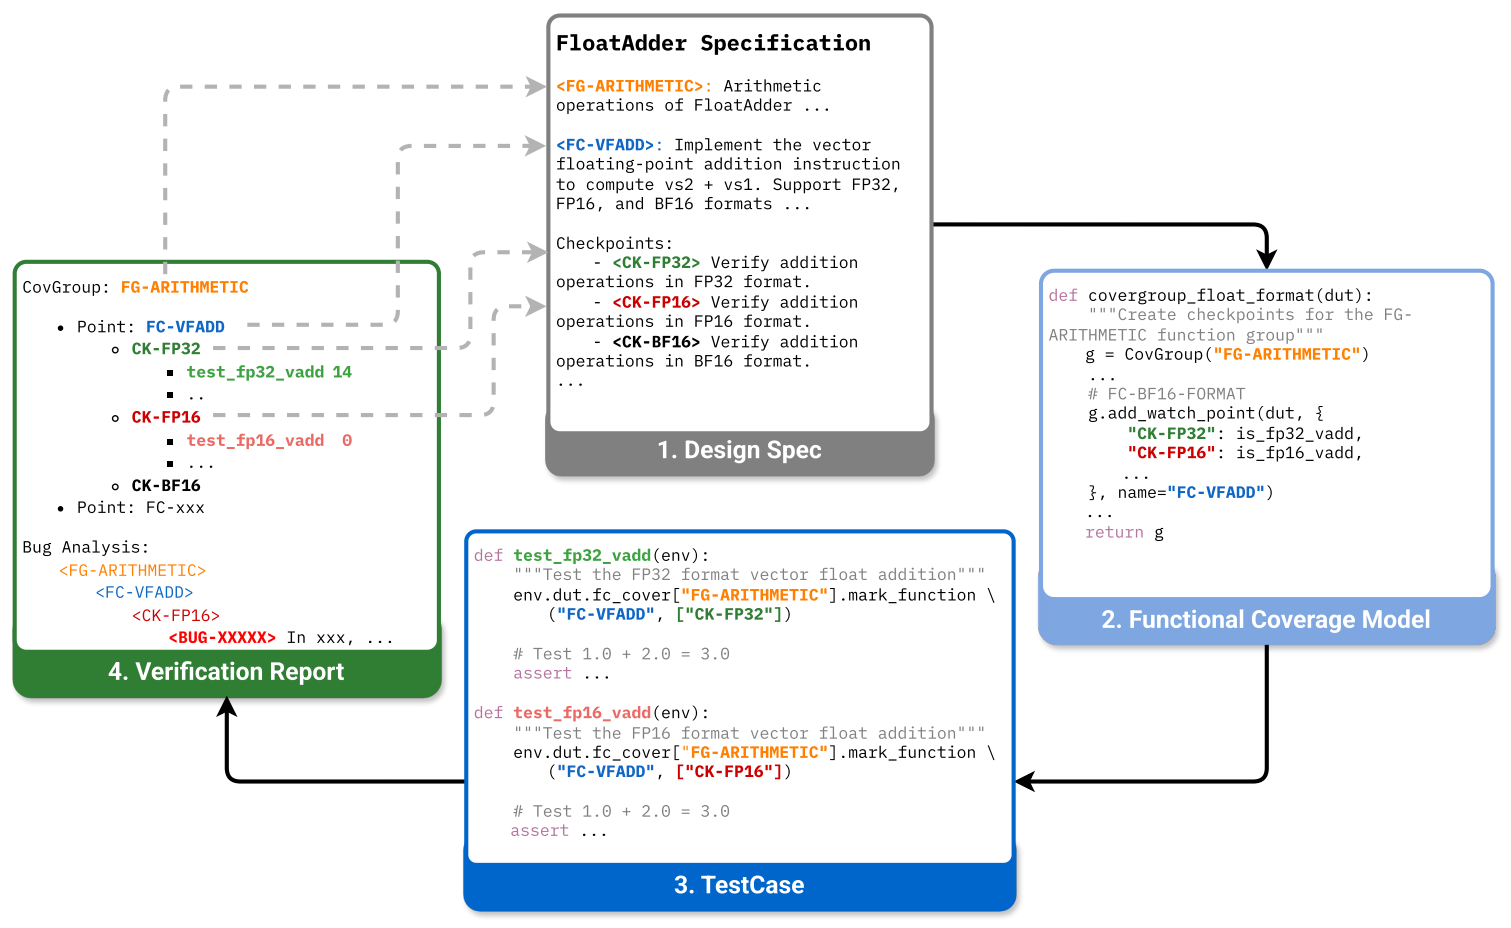 FloatAdder Specification
<FG-ARITHMETIC>: Arithmetic
operations of FloatAdder ...
<FC-VFADD>: Implement the vector
floating-point addition instruction
to compute vs2 + vs1. Support FP32,
FP16, and BF16 formats ...
Checkpoints:
- <CK-FP32> Verify addition
operations in FP32 format.
- <CK-FP16> Verify addition
operations in FP16 format.
- <CK-BF16> Verify addition
operations in BF16 format.
...
1. Design Spec
def covergroup_float_format(dut):
"""Create checkpoints for the FG-
ARITHMETIC function group"""
g = CovGroup("FG-ARITHMETIC")
...
# FC-BF16-FORMAT
g.add_watch_point(dut, {
"CK-FP32": is_fp32_vadd,
"CK-FP16": is_fp16_vadd,
...
}, name="FC-VFADD")
...
return g
2. Functional Coverage Model
def test_fp32_vadd(env):
"""Test the FP32 format vector float addition"""
env.dut.fc_cover["FG-ARITHMETIC"].mark_function \
("FC-VFADD", ["CK-FP32"])
# Test 1.0 + 2.0 = 3.0
assert ...
def test_fp16_vadd(env):
"""Test the FP16 format vector float addition"""
env.dut.fc_cover["FG-ARITHMETIC"].mark_function \
("FC-VFADD", ["CK-FP16"])
# Test 1.0 + 2.0 = 3.0
assert ...
3. TestCase
CovGroup: FG-ARITHMETIC
• Point: FC-VFADD
◦ CK-FP32
▪ test_fp32_vadd 14
▪ ..
◦ CK-FP16
▪ test_fp16_vadd 0
▪ ...
◦ CK-BF16
• Point: FC-xxx
Bug Analysis:
<FG-ARITHMETIC>
<FC-VFADD>
<CK-FP16>
<BUG-XXXXX> In xxx, ...
4. Verification Report